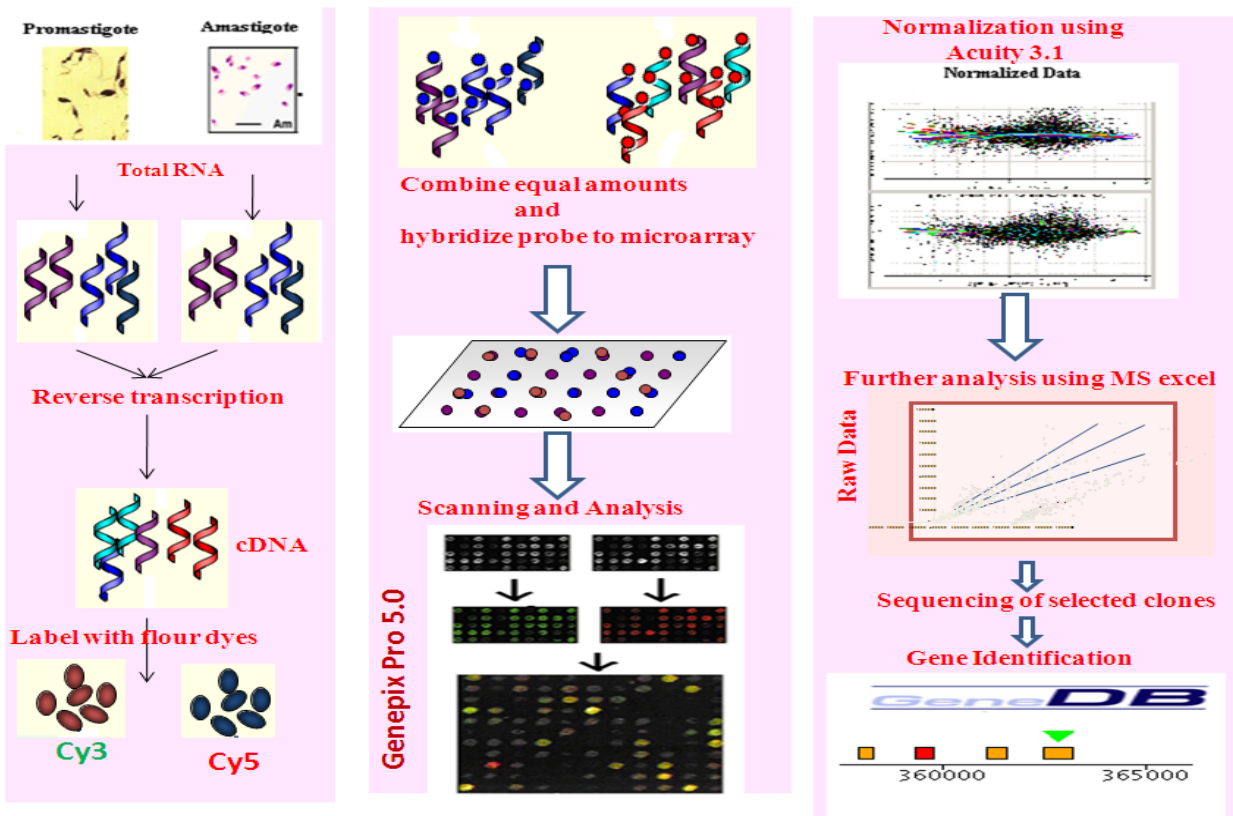 Promastigote
Amastigote
Am
Total RNA
Reverse transcription
cDNA
Label with flour dyes
Cy3
Cy5
Combine equal amounts
and
hybridize probe to microarray
Scanning and Analysis
Genepix Pro 5.0
Normalization using
Acuity 3.1
Normalized Data
Further analysis using MS excel
Raw Data
Sequencing of selected clones
Gene Identification
GeneDB
360000
365000